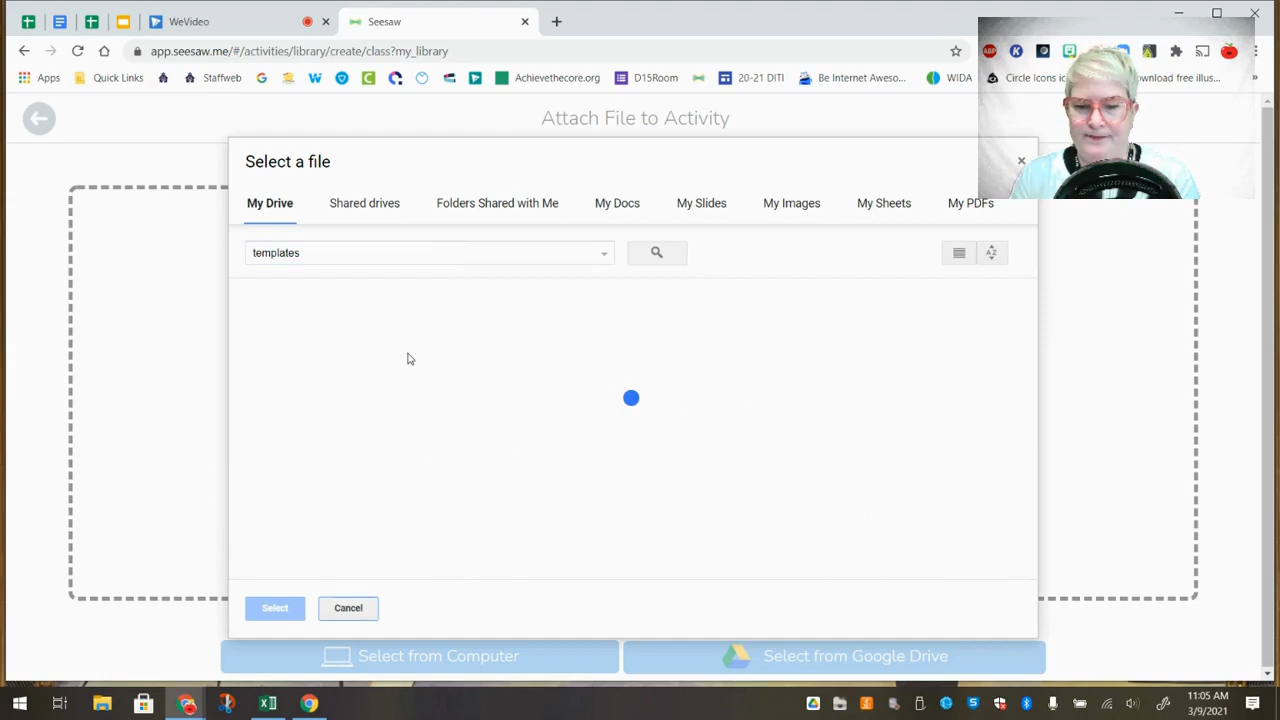 WeVideo
Seesaw
app.seesaw.me/#/activities/library/create/class?my_library
Apps
Quick Links
Staffweb
Achievethecore.org
D15Room
20-21 DITI
Be Internet Aweso...
WIDA
Circle Icons ic
ownload free illus...
Attach File to Activity
Select a file
My Drive
Shared drives
Folders Shared with Me
My Docs
My Slides
My Images
My Sheets
My PDFs
templates
Select
Cancel
Select from Computer
Select from Google Drive
11:05 AM
3/9/2021